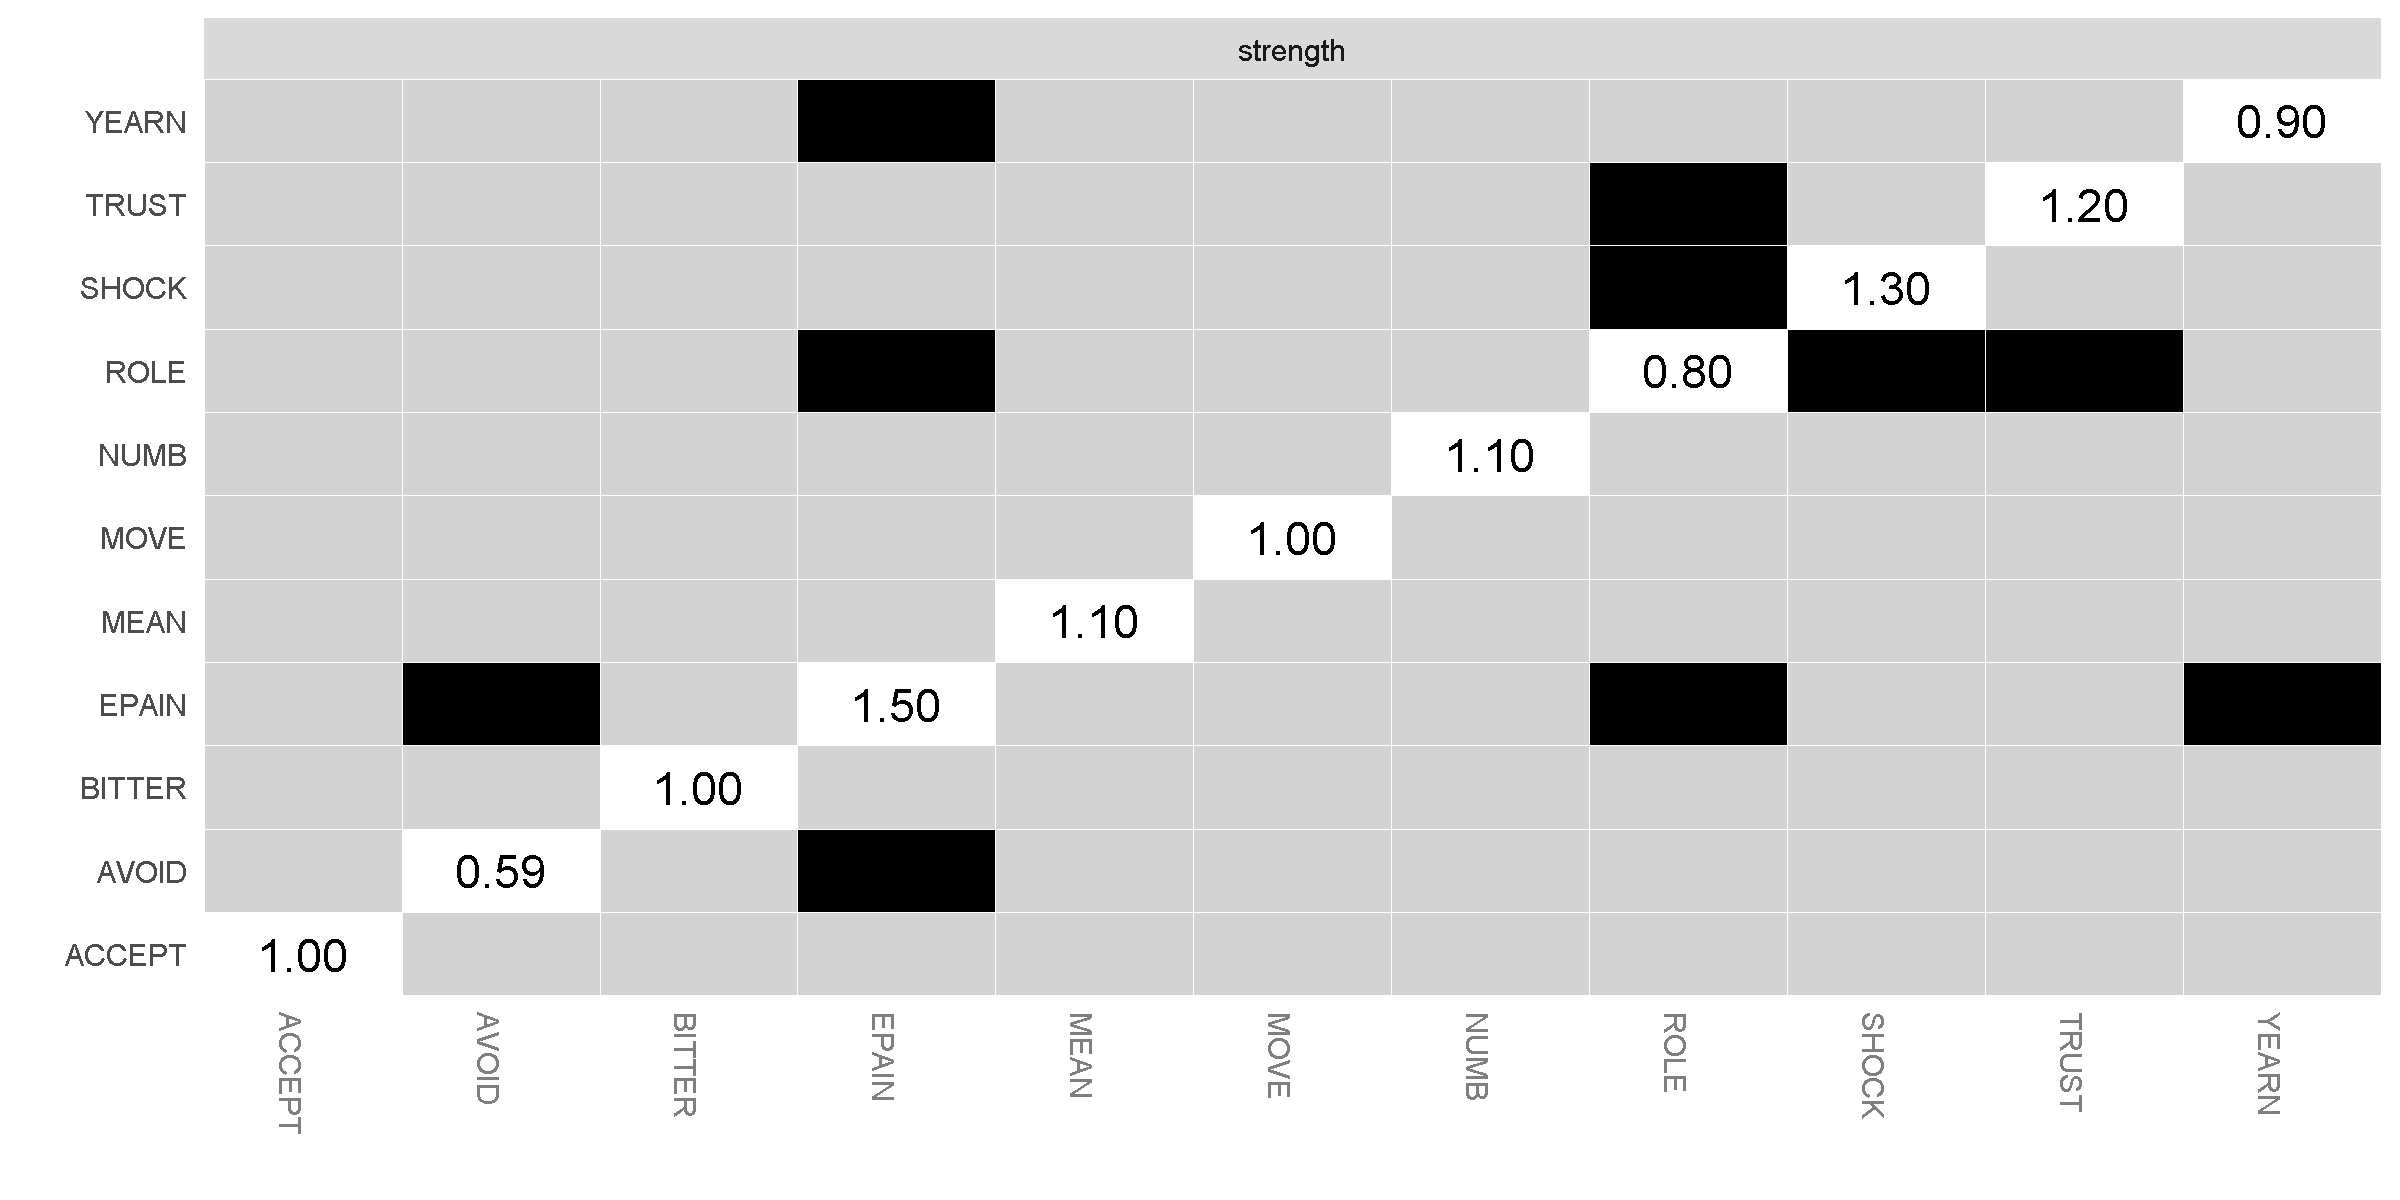 strength
YEARN 0.90
TRUST 1.20
SHOCK 1.30
ROLE 0.80
NUMB 1.10
MOVE 1.00
MEAN 1.10
EPAIN 1.50
BITTER 1.00
AVOID 0.59
ACCEPT 1.00
ACCEPT AVOID BITTER EPAIN MEAN MOVE NUMB ROLE SHOCK TRUST YEARN